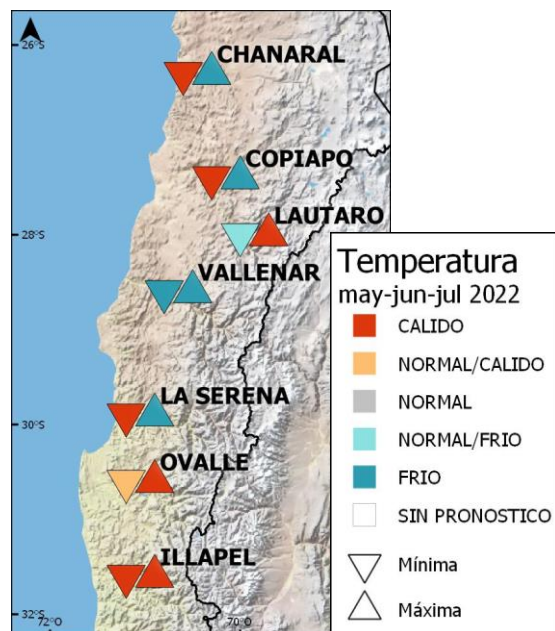 26°S
CHANARAL
COPIAPO
LAUTARO
28°S
VALLENAR
LA SERENA
30°S
OVALLE
ILLAPEL
32°S
72°O
70°O
Temperatura
may-jun-jul 2022
CALIDO
NORMAL/CALIDO
NORMAL
NORMAL/FRIO
FRIO
SIN PRONOSTICO
Mínima
Máxima